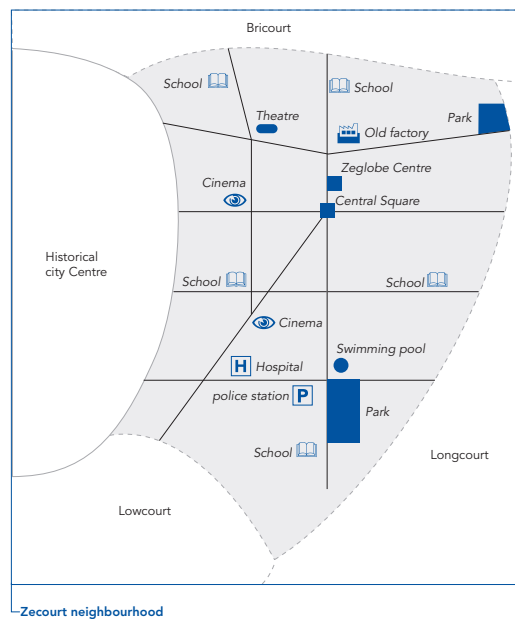 Bricourt
School
School
Park
Theatre
Old factory
Zeglobe Centre
Cinema
Central Square
Historical
city Centre
School
School
Cinema
Swimming pool
H Hospital
police station P
Park
School
Longcourt
Lowcourt
Zecourt neighbourhood